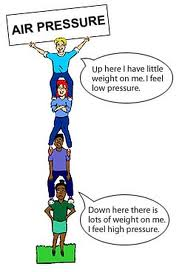 AIR PRESSURE
Up here I have little
weight on me. I feel
low pressure.
Down here there is
lots of weight on me.
I feel high pressure.